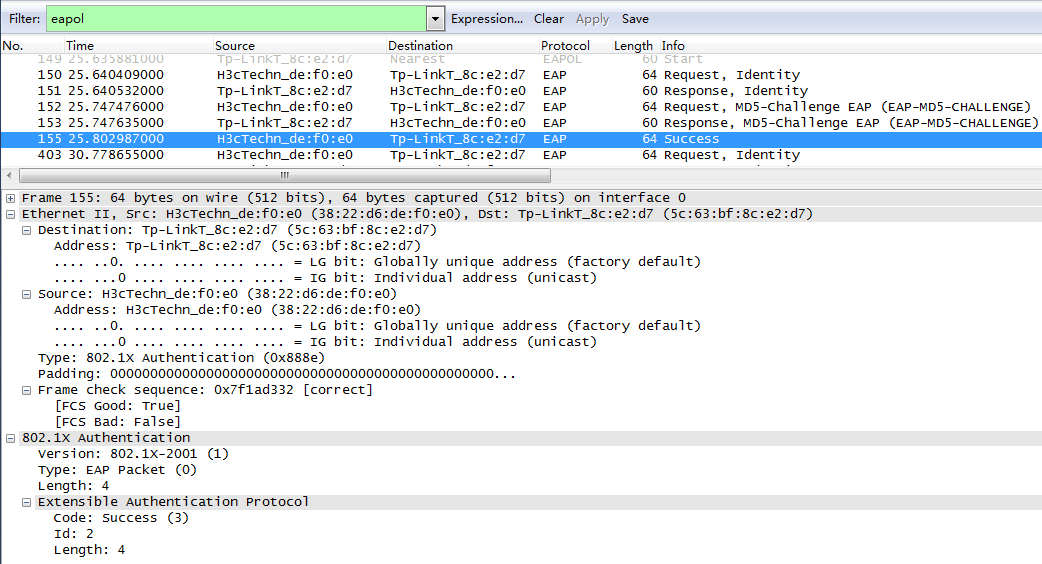 Filter: eapol Expression... Clear Apply Save
No. Time Source Destination Protocol Length Info
149 25.635881000 Tp-LinkT_8c:e2:d7 Nearest EAPOL 60 Start
150 25.640409000 H3cTechn_de:f0:e0 Tp-LinkT_8c:e2:d7 EAP 64 Request, Identity
151 25.640532000 Tp-LinkT_8c:e2:d7 H3cTechn_de:f0:e0 EAP 60 Response, Identity
152 25.747476000 H3cTechn_de:f0:e0 Tp-LinkT_8c:e2:d7 EAP 64 Request, MD5-Challenge EAP (EAP-MD5-CHALLENGE)
153 25.747635000 Tp-LinkT_8c:e2:d7 H3cTechn_de:f0:e0 EAP 60 Response, MD5-Challenge EAP (EAP-MD5-CHALLENGE)
155 25.802987000 H3cTechn_de:f0:e0 Tp-LinkT_8c:e2:d7 EAP 64 Success
403 30.778655000 H3cTechn_de:f0:e0 Tp-LinkT_8c:e2:d7 EAP 64 Request, Identity
Frame 155: 64 bytes on wire (512 bits), 64 bytes captured (512 bits) on interface 0
Ethernet II, Src: H3cTechn_de:f0:e0 (38:22:d6:de:f0:e0), Dst: Tp-LinkT_8c:e2:d7 (5c:63:bf:8c:e2:d7)
Destination: Tp-LinkT_8c:e2:d7 (5c:63:bf:8c:e2:d7)
Address: Tp-LinkT_8c:e2:d7 (5c:63:bf:8c:e2:d7)
.... ..0. .... .... .... .... = LG bit: Globally unique address (factory default)
.... ...0 .... .... .... .... = IG bit: Individual address (unicast)
Source: H3cTechn_de:f0:e0 (38:22:d6:de:f0:e0)
Address: H3cTechn_de:f0:e0 (38:22:d6:de:f0:e0)
.... ..0. .... .... .... .... = LG bit: Globally unique address (factory default)
.... ...0 .... .... .... .... = IG bit: Individual address (unicast)
Type: 802.1X Authentication (0x888e)
Padding: 000000000000000000000000000000000000000000000000...
Frame check sequence: 0x7f1ad332 [correct]
[FCS Good: True]
[FCS Bad: False]
802.1X Authentication
Version: 802.1X-2001 (1)
Type: EAP Packet (0)
Length: 4
Extensible Authentication Protocol
Code: Success (3)
Id: 2
Length: 4